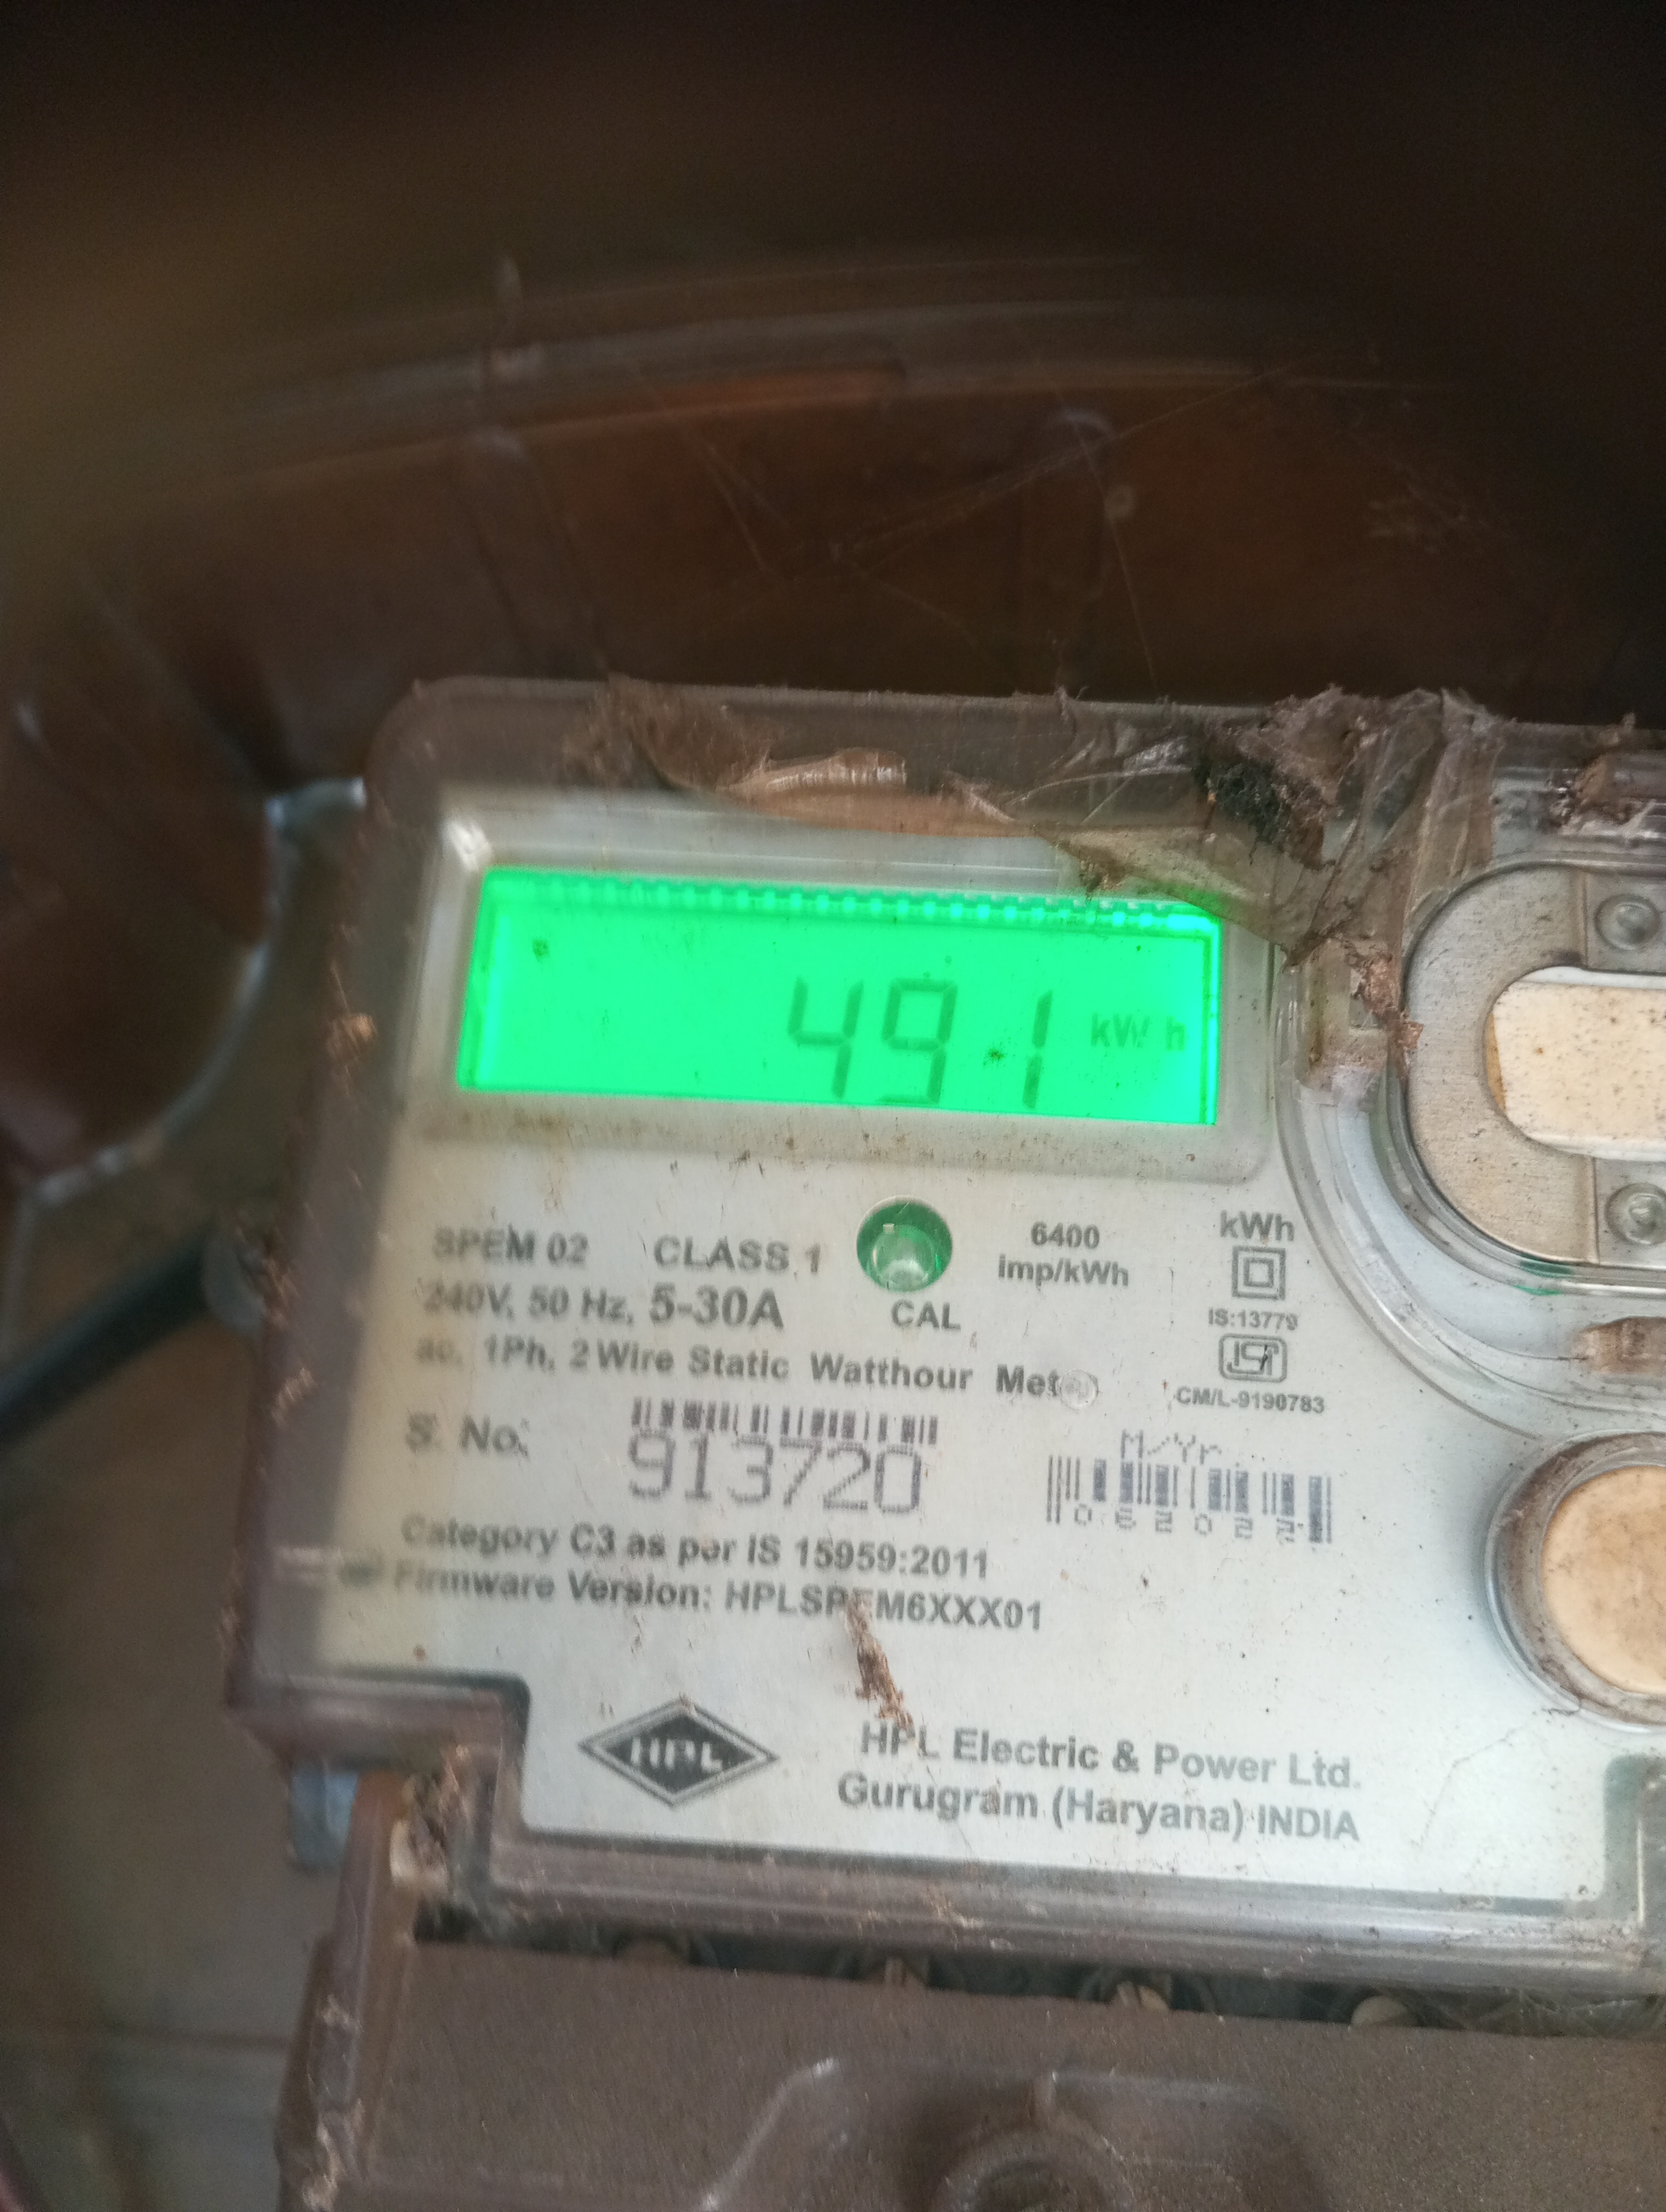 491 kWh
SPEM 02 CLASS 1
240V, 50 Hz, 5-30A
CAL
6400
imp/kWh
kWh
IS:13779
ISI
CM/L-9190783
ac, 1Ph, 2 Wire Static Watthour Meter
S. No.
913720
M/Yr.
062022
Category C3 as per IS 15959:2011
Firmware Version: HPLSPEM6XXX01
HPL
HPL Electric & Power Ltd.
Gurugram (Haryana) INDIA